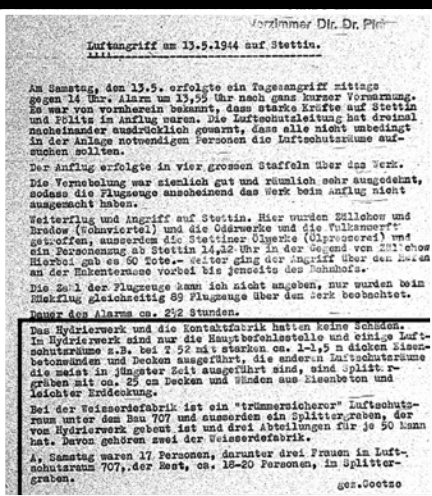 Vorzimmer Dir. Dr.
Luftangriff am 13.5.1944 auf Stettin.
Am Samstag, den 13.5. erfolgte ein Tagesangriff mittags
gegen 14 Uhr. Alarm um 13,55 Uhr nach ganz kurzer Vorwarnung.
Es war von vornherein bekannt, dass starke Kräfte auf Stettin
und Pölitz im Anflug waren. Die Luftschutzleitung hat dreimal
nacheinander ausdrücklich gewarnt, dass alle nicht unbedingt
in der Anlage notwendigen Personen die Luftschutzräume auf-
suchen sollten.
Der Anflug erfolgte in vier grossen Staffeln über das Werk.
Die Vernebelung war ziemlich gut und räumlich sehr ausgedehnt,
sodass die Flugzeuge anscheinend das Werk beim Anflug nicht
ausgemacht haben.
Weiterflug und Angriff auf Stettin. Hier wurden Züllchow und
Bredow (Wohnviertel) und die Oderwerke und die Vulkanwerft
getroffen, ausserdem die Stettiner Ölwerke (Ölpresserei) und
ein Personenzug ab Stettin 14,12 Uhr in der Gegend von Züllchow
Hierbei gab es 60 Tote.- Weiter ging der Angriff über den Hafen
an der Hakenterasse vorbei bis jenseits des Bahnhofs.
Die Zahl der Flugzeuge kann ich nicht angeben, nur wurden beim
Rückflug gleichzeitig 89 Flugzeuge über dem Werk beobachtet.
Dauer des Alarms ca. 2½ Stunden.
Das Hydrierwerk und die Kontaktfabrik hatten keine Schäden.
Im Hydrierwerk sind nur die Hauptbefehlsstelle und einige Luft-
schutzräume z.B. bei 7.52 mit starken ca. 1-1,5 m dicken Eisen-
betonwänden und Decken ausgeführt, die anderen Luftschutzräume
die meist in jüngster Zeit ausgeführt sind, sind Splitter-
gräben mit ca. 25 cm Decken und Wänden aus Eisenbeton und
leichter Erddeckung.
Bei der Weisseriefabrik ist ein "trümmersicherer" Luftschutz-
raum unter dem Bau 707 und ausserdem ein Splittergraben, der
vom Hydrierwerk gebaut ist und drei Abteilungen für je 50 Mann
hat. Davon gehören zwei der Weisseriefabrik.
A, Samstag waren 17 Personen, darunter drei Frauen im Luft-
schutzraum 707, der Rest, ca. 18-20 Personen, im Splitter-
graben.
gez.Goetze